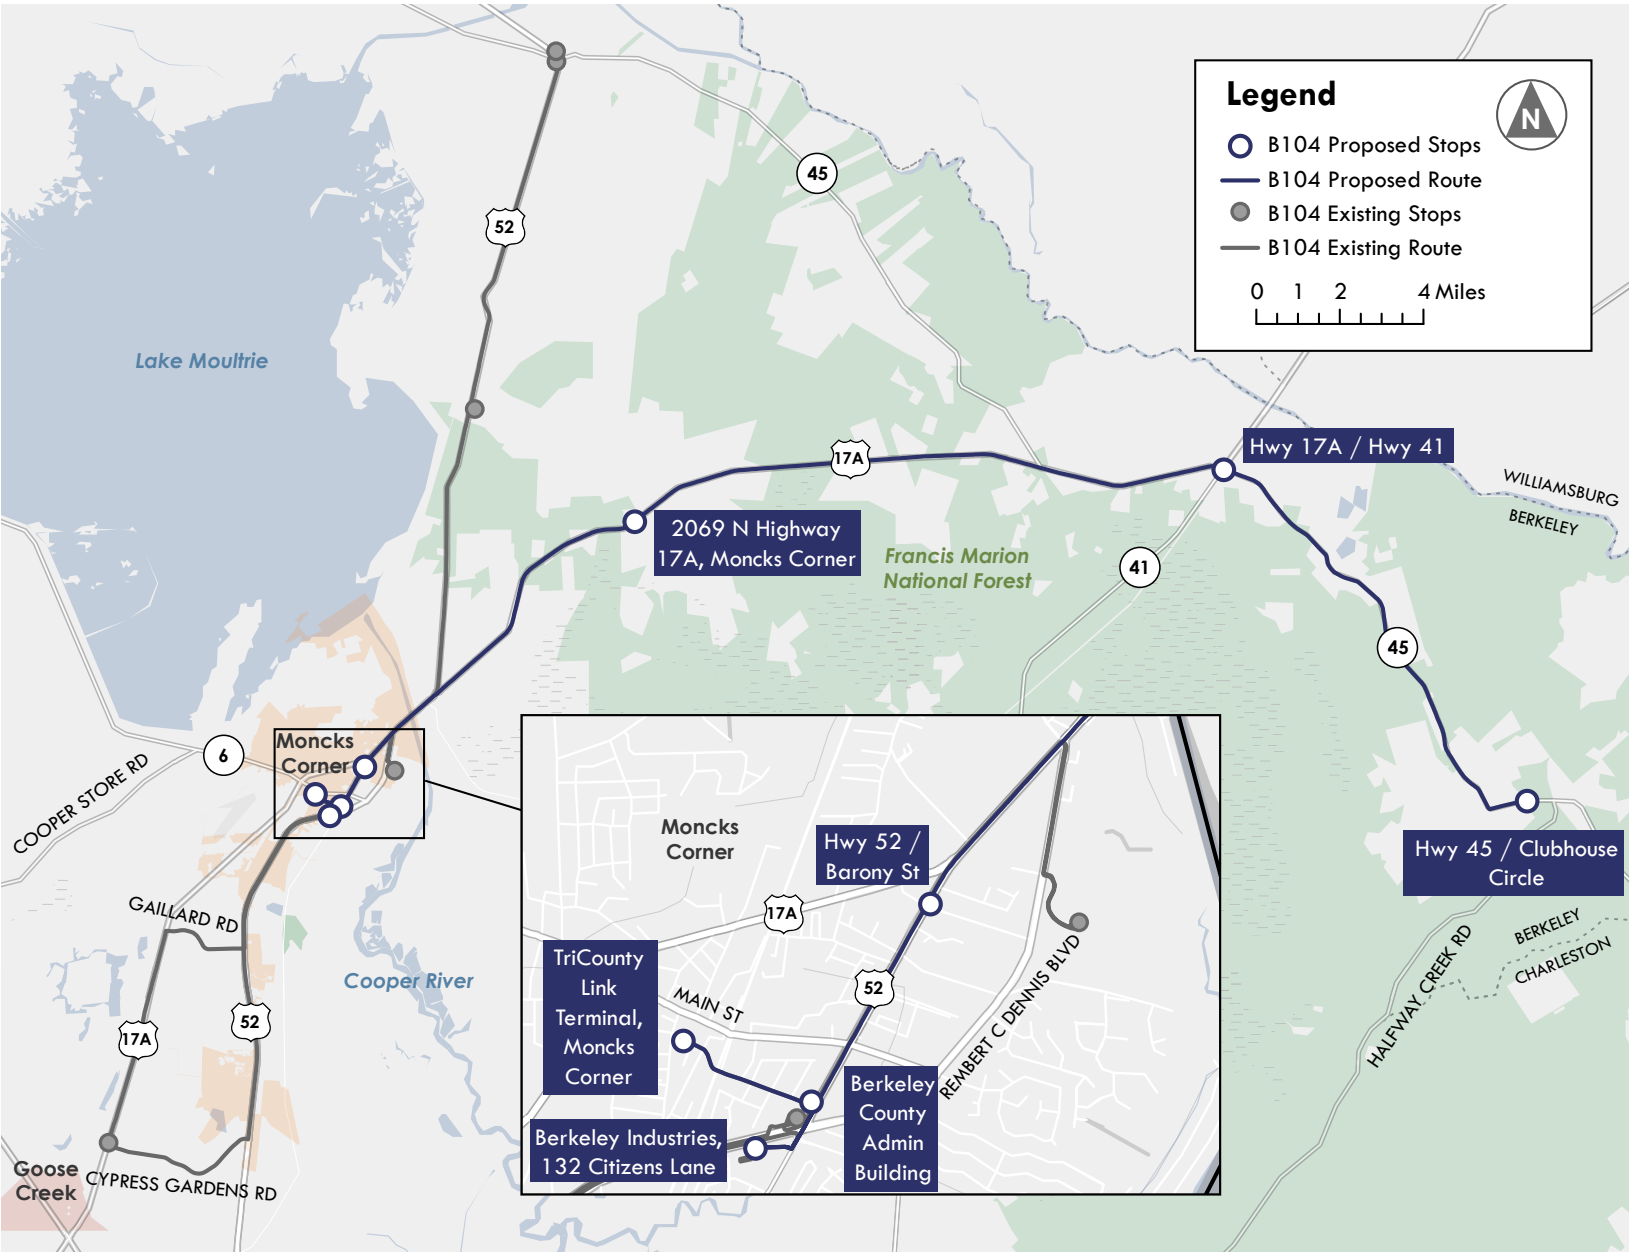 Legend
N
B104 Proposed Stops
B104 Proposed Route
B104 Existing Stops
B104 Existing Route
0 1 2 4 Miles
45
52
Lake Moultrie
17A
Hwy 17A / Hwy 41
WILLIAMSBURG
BERKELEY
2069 N Highway
17A, Moncks Corner
Francis Marion
National Forest
41
45
6
COOPER STORE RD
Moncks
Corner
Hwy 45 / Clubhouse
Circle
GAILLARD RD
Cooper River
17A
52
Goose
Creek
CYPRESS GARDENS RD
HALFWAY CREEK RD
BERKELEY
CHARLESTON
Moncks
Corner
Hwy 52 /
Barony St
17A
TriCounty
Link
Terminal,
Moncks
Corner
MAIN ST
52
REMBERT C DENNIS BLVD
Berkeley
County
Admin
Building
Berkeley Industries,
132 Citizens Lane